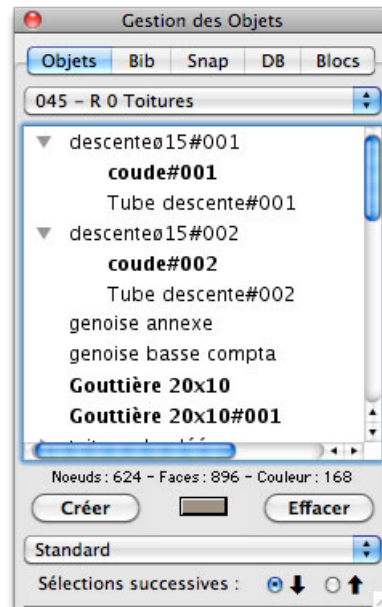 Gestion des Objets
Objets Bib Snap DB Blocs
045 - R 0 Toitures
descenteø15#001
coude#001
Tube descente#001
descenteø15#002
coude#002
Tube descente#002
genoise annexe
genoise basse compta
Gouttière 20x10
Gouttière 20x10#001
Noeuds : 624 - Faces : 896 - Couleur : 168
Créer Effacer
Standard
Sélections successives :